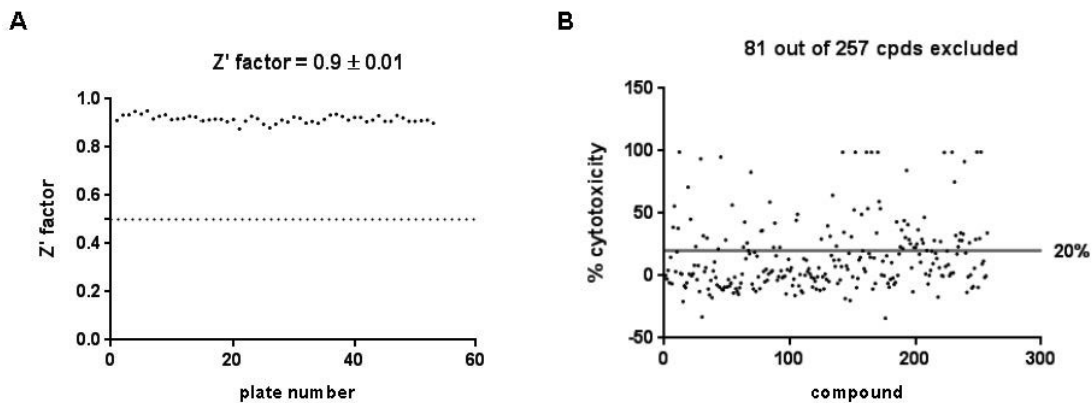 A
Z' factor = 0.9 ± 0.01
1.0
0.8
0.6
0.4
0.2
0.0
Z' factor
0
20
40
60
plate number
B
81 out of 257 cpds excluded
150
100
50
0
-50
% cytotoxicity
20%
0
100
200
300
compound